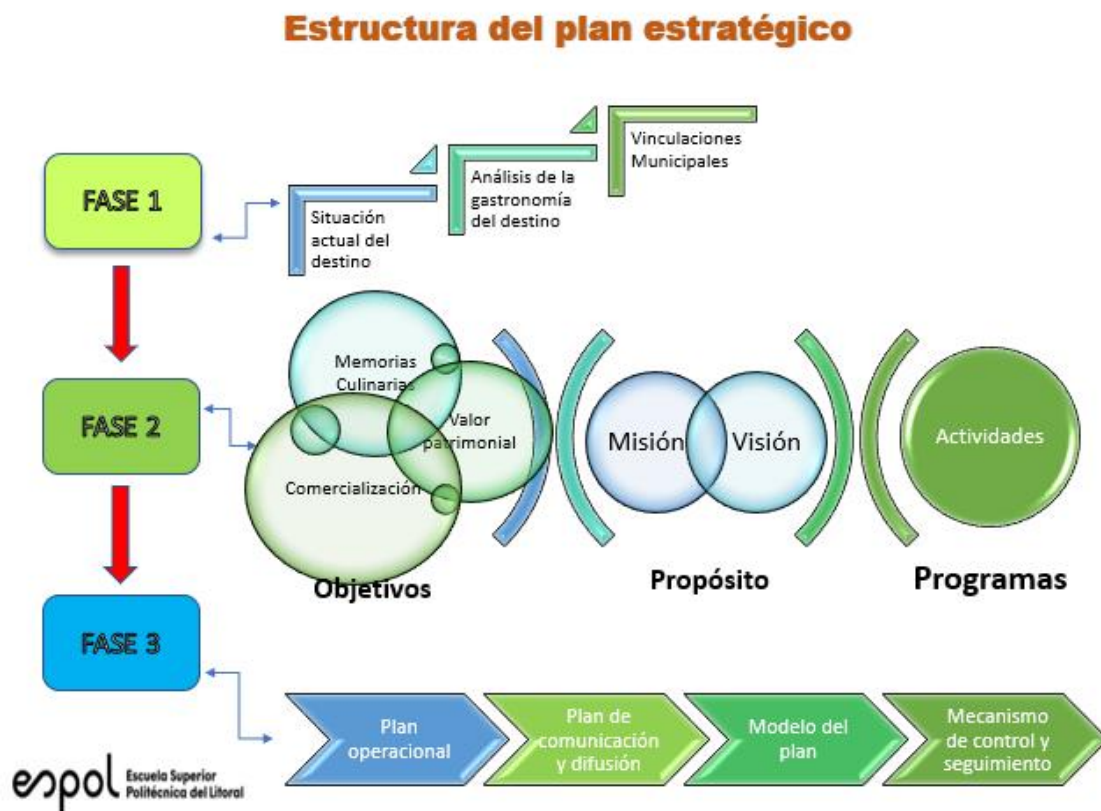 Estructura del plan estratégico
FASE 1
Situación
actual del
destino
Análisis de la
gastronomía
del destino
Vinculaciones
Municipales
FASE 2
Memorias
Culinarias
Valor
patrimonial
Comercialización
Objetivos
Misión
Visión
Propósito
Actividades
Programas
FASE 3
Plan
operacional
Plan de
comunicación
y difusión
Modelo del
plan
Mecanismo
de control y
seguimiento
espol
Escuela Superior
Politécnica del Litoral